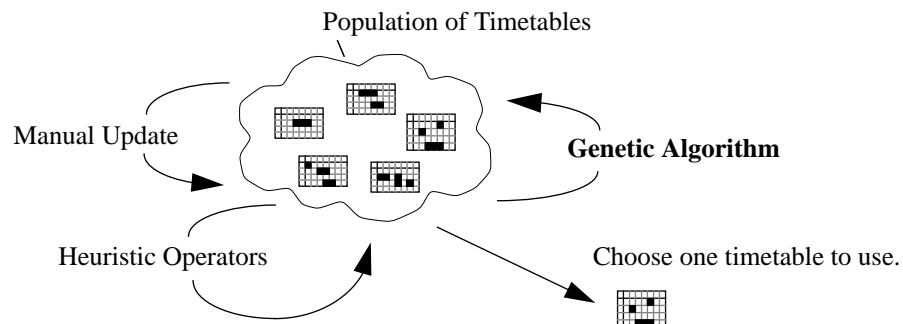 Population of Timetables
Manual Update
Genetic Algorithm
Heuristic Operators
Choose one timetable to use.